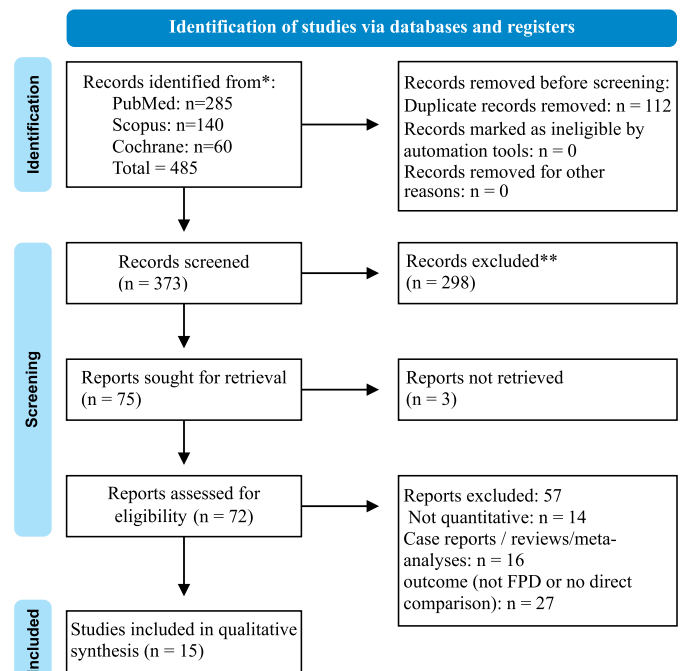 Identification of studies via databases and registers
Identification
Records identified from*:
PubMed: n=285
Scopus: n=140
Cochrane: n=60
Total = 485
Records removed before screening:
Duplicate records removed: n = 112
Records marked as ineligible by
automation tools: n = 0
Records removed for other
reasons: n = 0
Screening
Records screened
(n = 373)
Records excluded**
(n = 298)
Reports sought for retrieval
(n = 75)
Reports not retrieved
(n = 3)
Reports assessed for
eligibility (n = 72)
Reports excluded: 57
Not quantitative: n = 14
Case reports / reviews/meta-
analyses: n = 16
outcome (not FPD or no direct
comparison): n = 27
Studies included in qualitative
synthesis (n = 15)